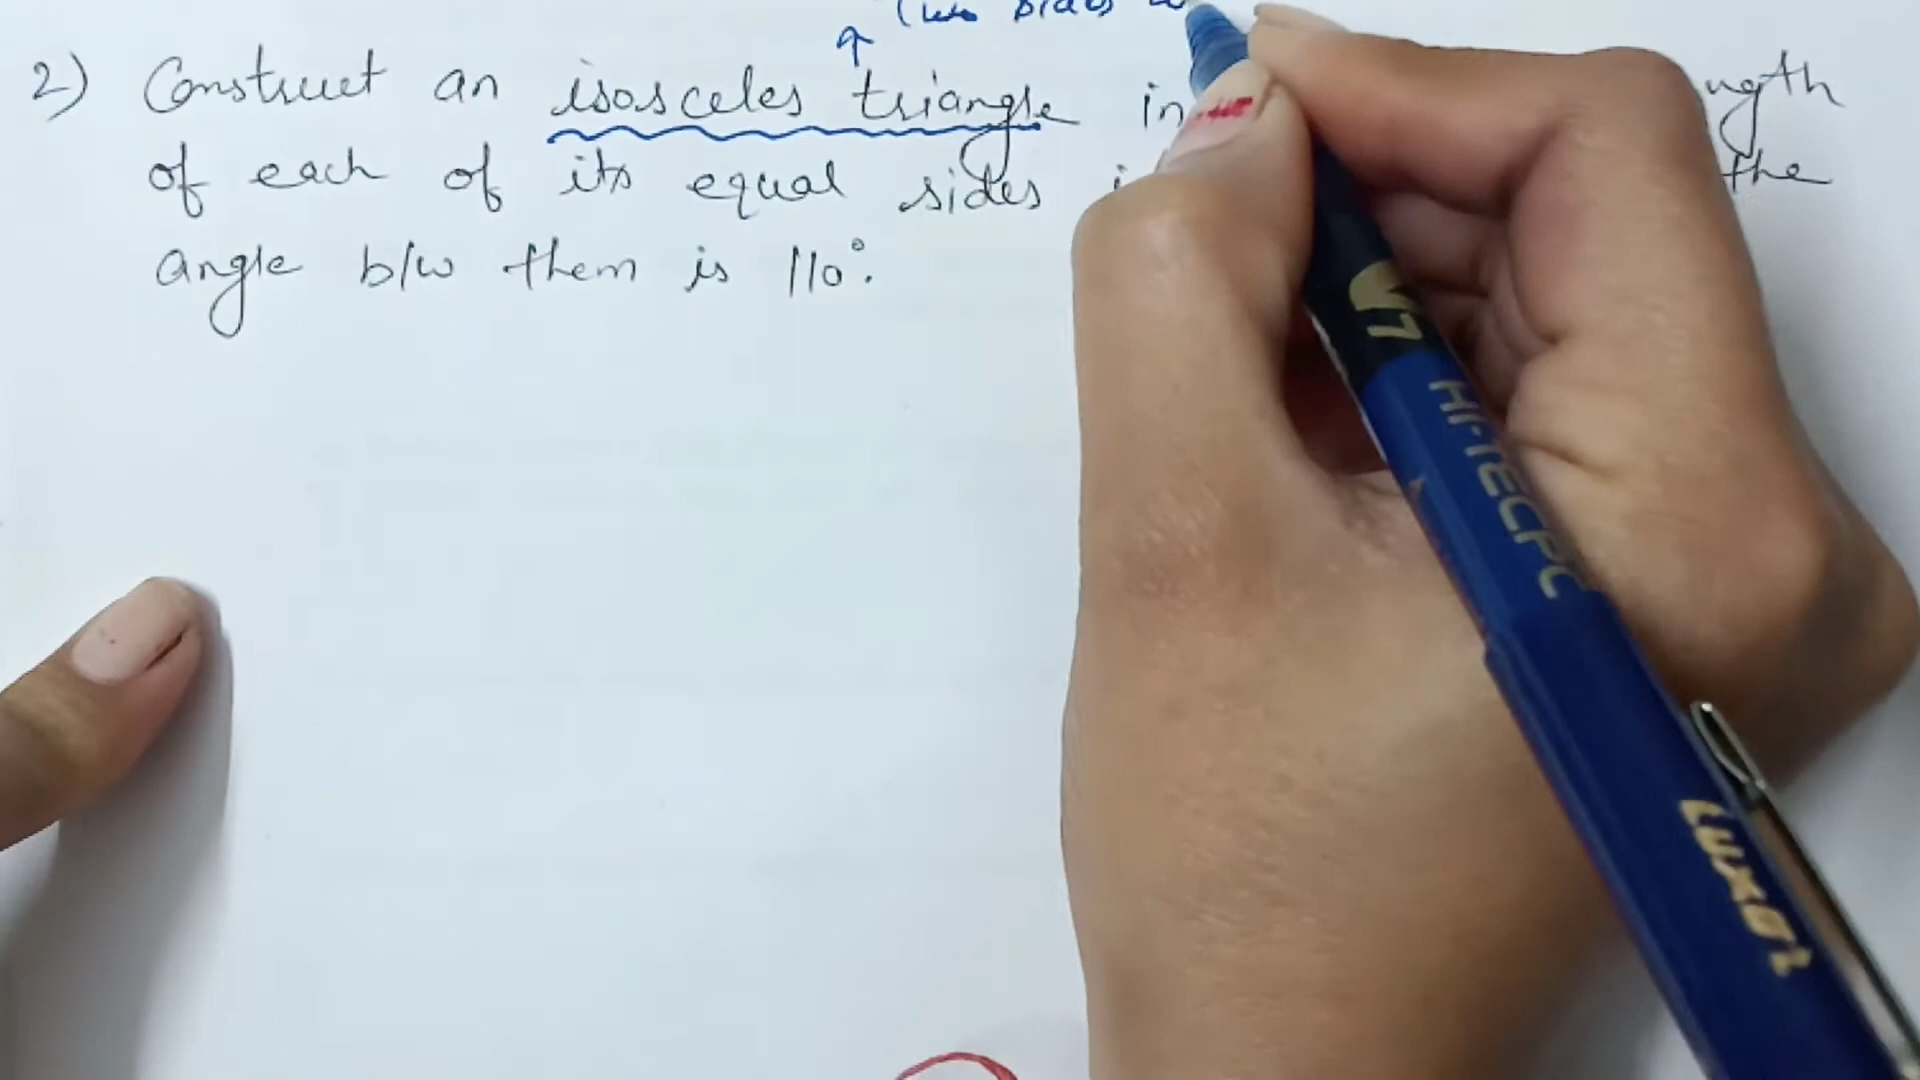 (two sides
↑
2) Construct an isosceles triangle in
of each of its equal sides the
angle b/w them is 110°.
V7
HI-TECPC
Luxor